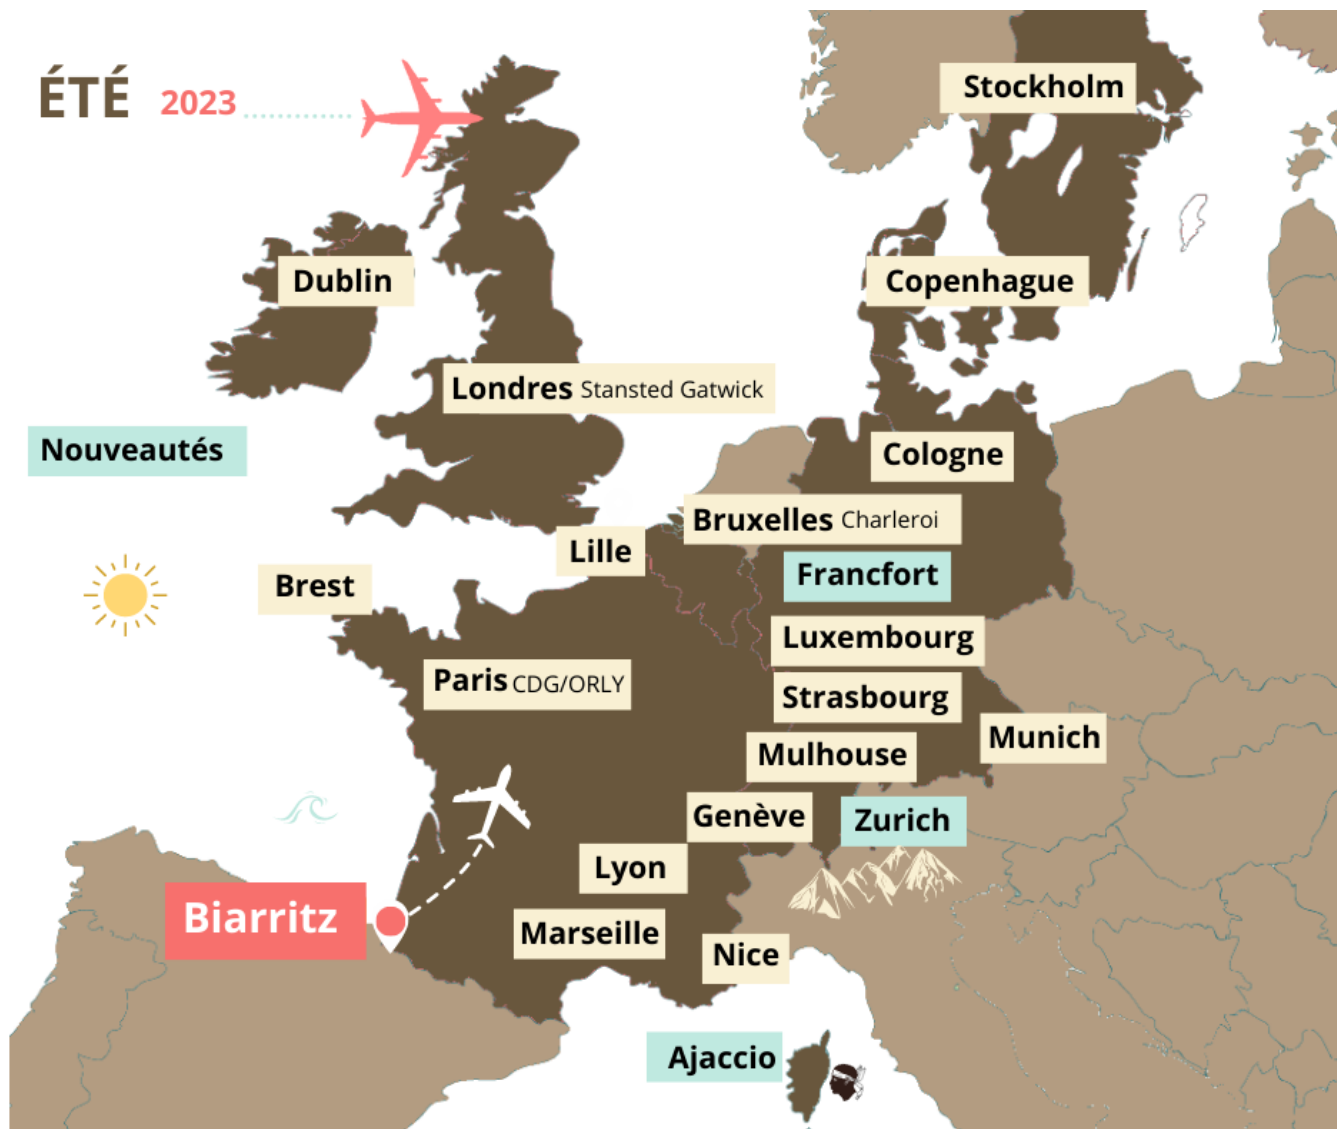 ÉTÉ 2023
Stockholm
Dublin
Copenhague
Londres Stansted Gatwick
Nouveautés
Cologne
Bruxelles Charleroi
Lille
Francfort
Brest
Luxembourg
Paris CDG/ORLY
Strasbourg
Munich
Mulhouse
Genève
Zurich
Lyon
Biarritz
Marseille
Nice
Ajaccio